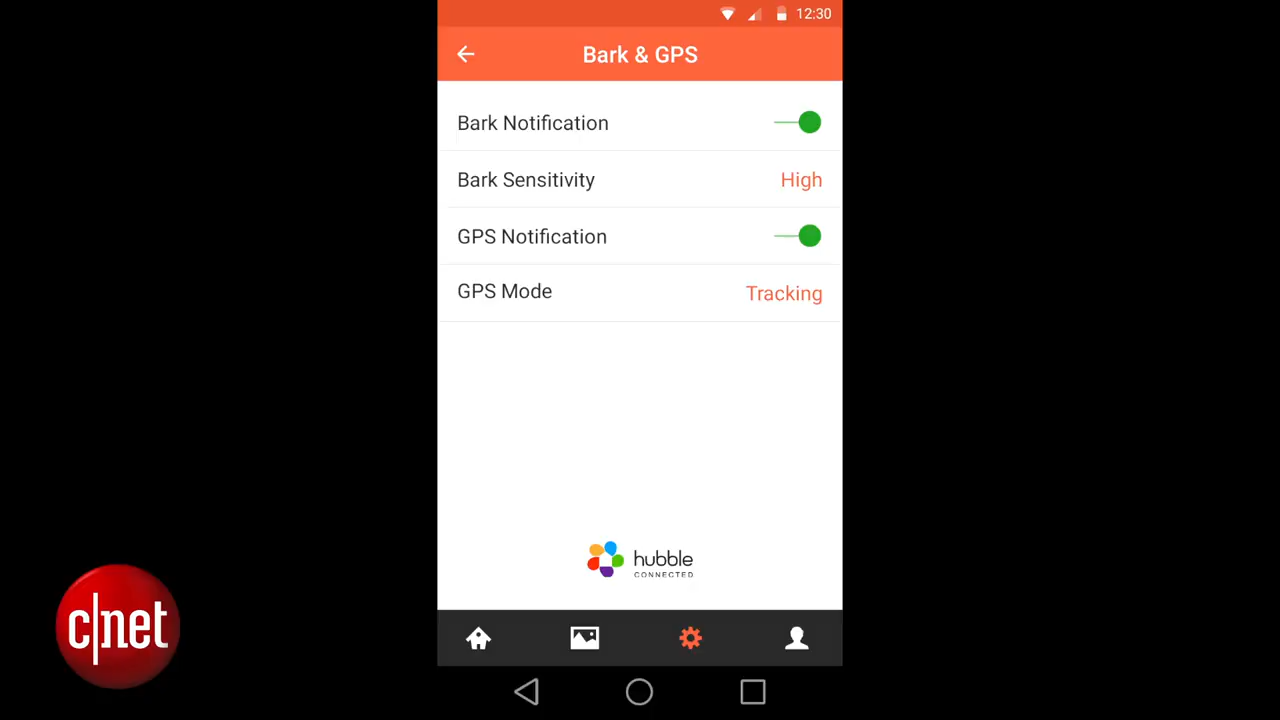 12:30
Bark & GPS
Bark Notification
Bark Sensitivity High
GPS Notification
GPS Mode Tracking
hubble
CONNECTED
c|net